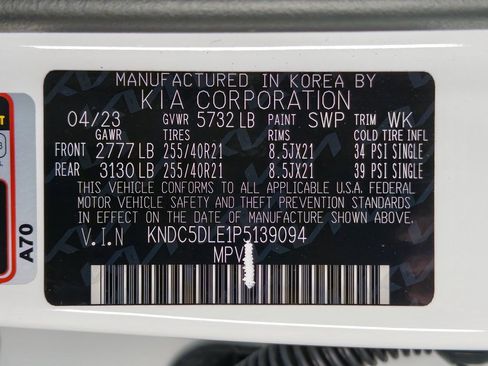 MANUFACTURED IN KOREA BY
KIA CORPORATION
04/23 GVWR 5732 LB PAINT SWP TRIM WK
GAWR TIRES RIMS COLD TIRE INFL
FRONT 2777 LB 255/40R21 8.5JX21 34 PSI SINGLE
REAR 3130 LB 255/40R21 8.5JX21 39 PSI SINGLE
THIS VEHICLE CONFORMS TO ALL APPLICABLE U.S.A. FEDERAL
MOTOR VEHICLE SAFETY AND THEFT PREVENTION STANDARDS
IN EFFECT ON THE DATE OF MANUFACTURE SHOWN ABOVE.
V.I.N KNDC5DLE1P5139094
MPV
A70